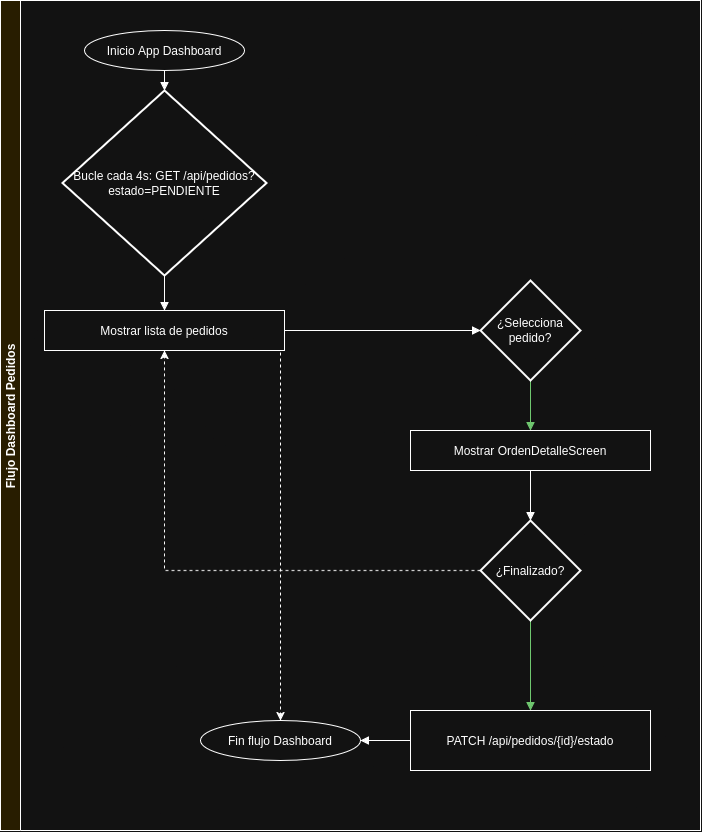 Flujo Dashboard Pedidos
Inicio App Dashboard
Bucle cada 4s: GET /api/pedidos?
estado=PENDIENTE
Mostrar lista de pedidos
¿Selecciona
pedido?
Mostrar OrdenDetalleScreen
¿Finalizado?
PATCH /api/pedidos/{id}/estado
Fin flujo Dashboard